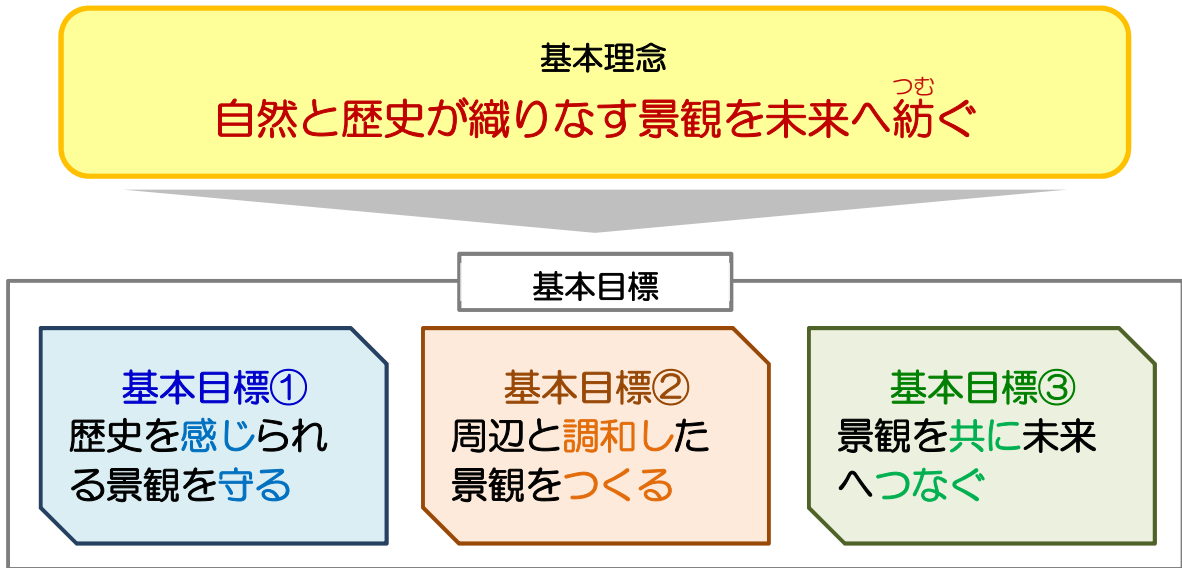 基本理念
つむ
自然と歴史が織りなす景観を未来へ紡ぐ
基本目標
基本目標①
歴史を感じられ
る景観を守る
基本目標②
周辺と調和した
景観をつくる
基本目標③
景観を共に未来
へつなぐ